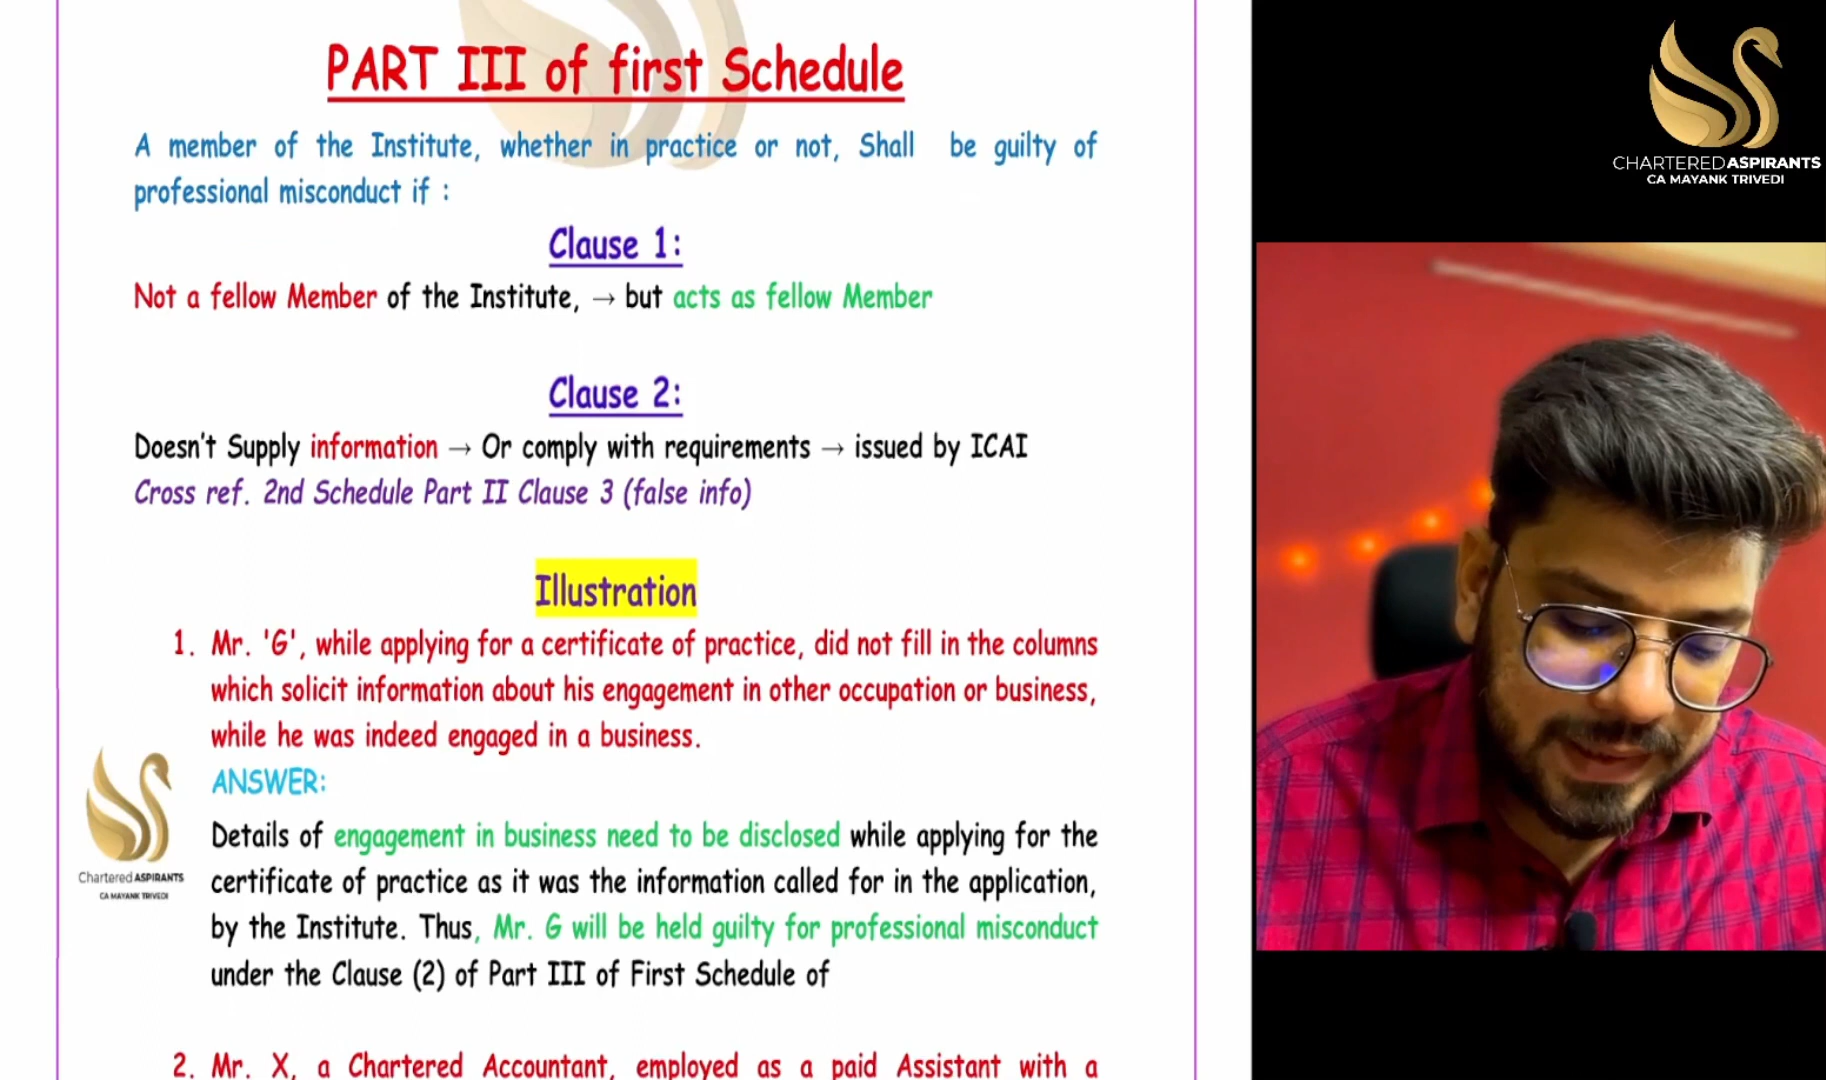 PART III of first Schedule
A member of the Institute, whether in practice or not, Shall be guilty of
professional misconduct if :
Clause 1:
Not a fellow Member of the Institute, → but acts as fellow Member
Clause 2:
Doesn't Supply information → Or comply with requirements → issued by ICAI
Cross ref. 2nd Schedule Part II Clause 3 (false info)
Illustration
1. Mr. 'G', while applying for a certificate of practice, did not fill in the columns
which solicit information about his engagement in other occupation or business,
while he was indeed engaged in a business.
ANSWER:
Details of engagement in business need to be disclosed while applying for the
certificate of practice as it was the information called for in the application,
by the Institute. Thus, Mr. G will be held guilty for professional misconduct
under the Clause (2) of Part III of First Schedule of
2. Mr. X, a Chartered Accountant, employed as a paid Assistant with a
Chartered ASPIRANTS
CA MAYANK TRIVEDI
CHARTERED ASPIRANTS
CA MAYANK TRIVEDI